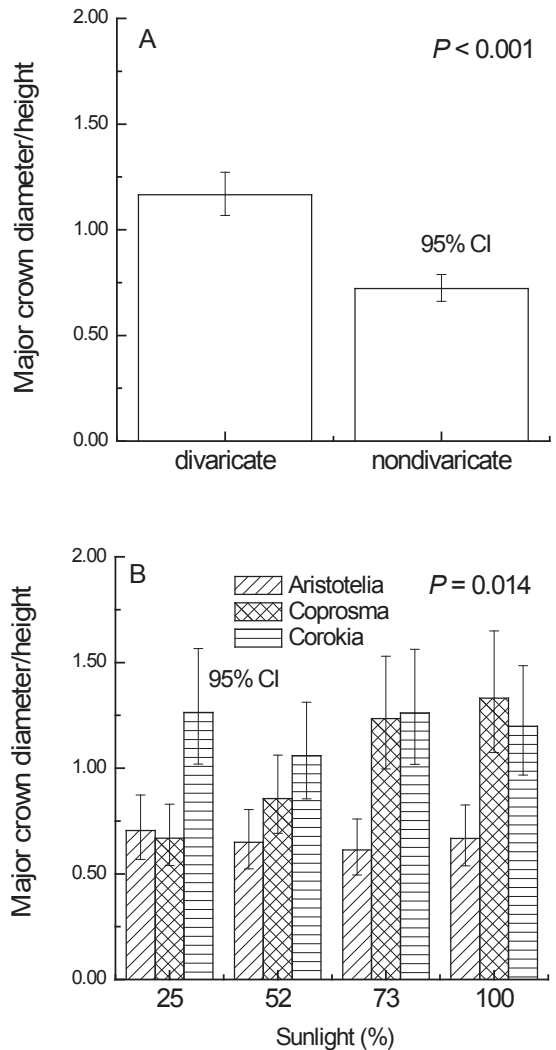 2.00
A
P < 0.001
1.50
95% CI
1.00
0.50
0.00
Major crown diameter/height
divaricate nondivaricate
2.00
B
Aristotelia
Coprosma
Corokia
P = 0.014
1.50
95% CI
1.00
0.50
0.00
Major crown diameter/height
25 52 73 100
Sunlight (%)